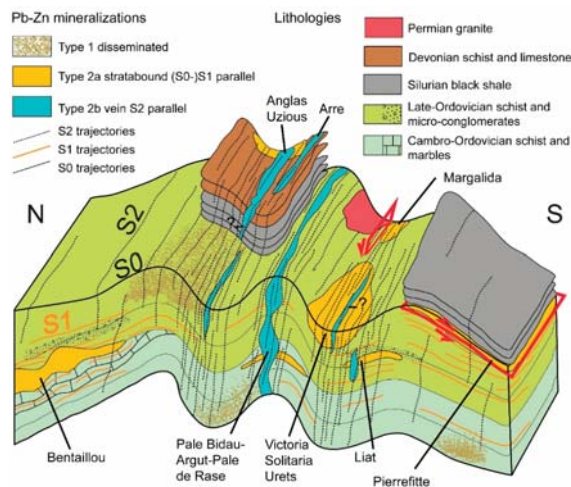 Pb-Zn mineralizations
Type 1 disseminated
Type 2a stratabound (S0-)S1 parallel
Type 2b vein S2 parallel
S2 trajectories
S1 trajectories
S0 trajectories
Lithologies
Permian granite
Devonian schist and limestone
Silurian black shale
Late-Ordovician schist and
micro-conglomerates
Cambro-Ordovician schist and
marbles
Anglas
Uzious
Arre
Margalida
N
S
S2
S0
S1
??
?
Bentaillou
Pale Bidau-
Argut-Pale
de Rase
Victoria
Solitaria
Urets
Liat
Pierrefitte